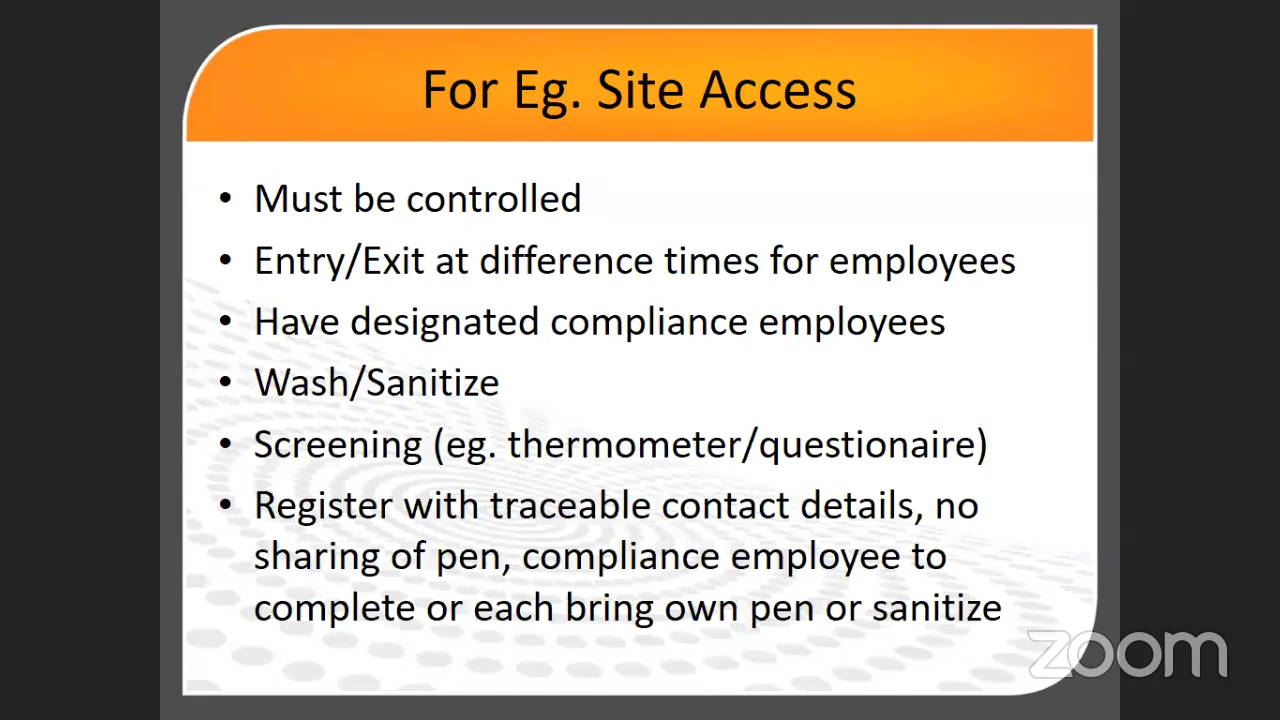 For Eg. Site Access
• Must be controlled
• Entry/Exit at difference times for employees
• Have designated compliance employees
• Wash/Sanitize
• Screening (eg. thermometer/questionaire)
• Register with traceable contact details, no
sharing of pen, compliance employee to
complete or each bring own pen or sanitize
zoom